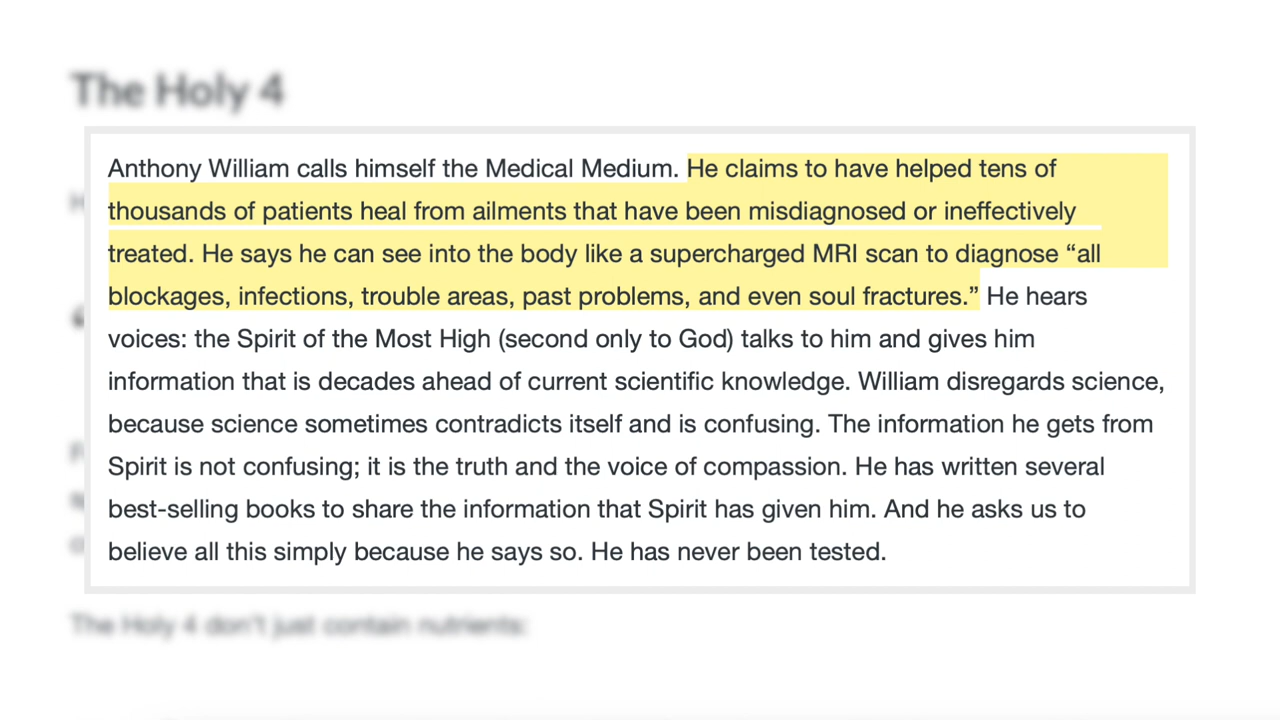 The Holy 4
Anthony William calls himself the Medical Medium. He claims to have helped tens of
thousands of patients heal from ailments that have been misdiagnosed or ineffectively
treated. He says he can see into the body like a supercharged MRI scan to diagnose “all
blockages, infections, trouble areas, past problems, and even soul fractures.” He hears
voices: the Spirit of the Most High (second only to God) talks to him and gives him
information that is decades ahead of current scientific knowledge. William disregards science,
because science sometimes contradicts itself and is confusing. The information he gets from
Spirit is not confusing; it is the truth and the voice of compassion. He has written several
best-selling books to share the information that Spirit has given him. And he asks us to
believe all this simply because he says so. He has never been tested.
The Holy 4 don't just contain nutrients: